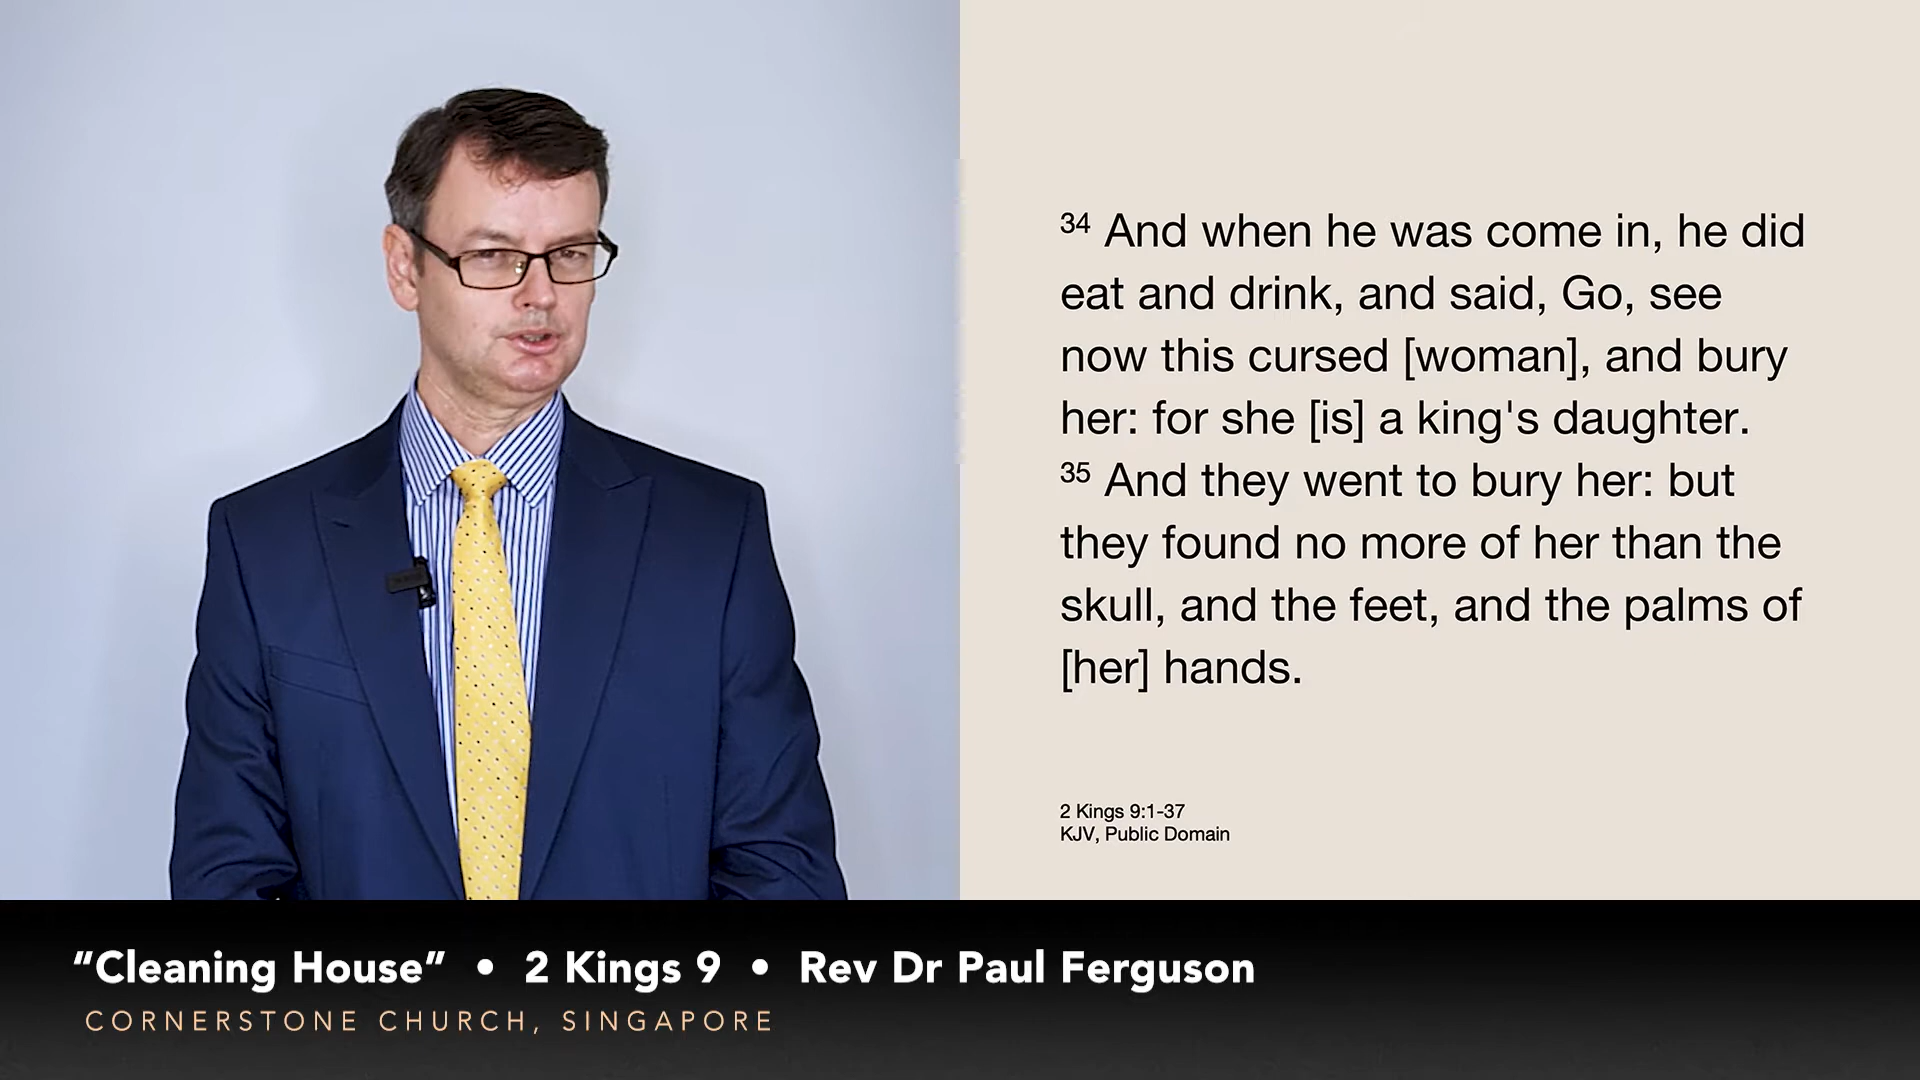 34 And when he was come in, he did
eat and drink, and said, Go, see
now this cursed [woman], and bury
her: for she [is] a king's daughter.
35 And they went to bury her: but
they found no more of her than the
skull, and the feet, and the palms of
[her] hands.
2 Kings 9:1-37
KJV, Public Domain
“Cleaning House” • 2 Kings 9 • Rev Dr Paul Ferguson
CORNERSTONE CHURCH, SINGAPORE